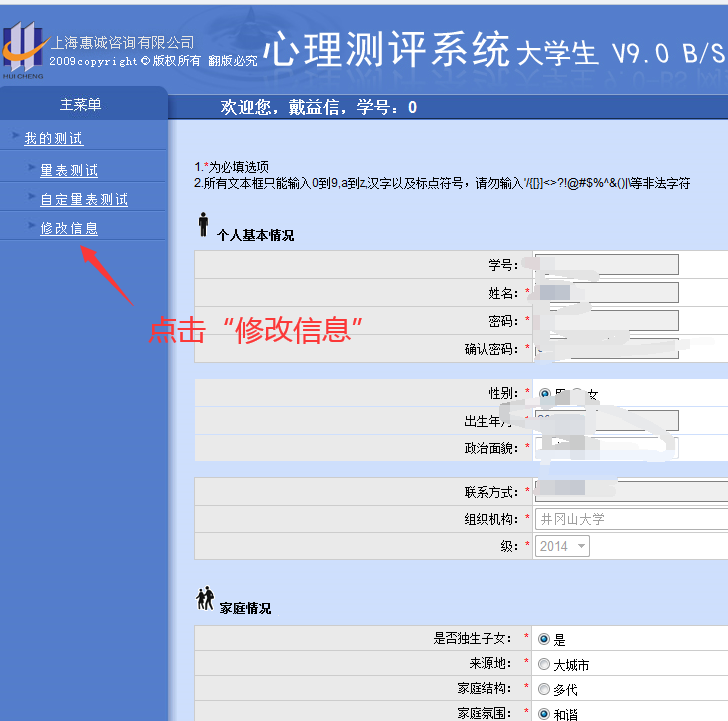 上海惠诚咨询有限公司
2009copyright©版权所有 翻版必究
HUI CHENG
心理测评系统 大学生 V9.0 B/S
主菜单
欢迎您，戴益信，学号：0
我的测试
量表测试
自定量表测试
修改信息
点击“修改信息”
1.*为必填选项
2.所有文本框只能输入0到9,a到z,汉字以及标点符号，请勿输入'/{[}]<>?!@#$%^&()|\等非法字符
个人基本情况
学号：
姓名：*
密码：*
确认密码：*
性别：* 女
出生年月
政治面貌：*
联系方式：*
组织机构：* 井冈山大学
级：* 2014
家庭情况
是否独生子女：* 是
来源地：* 大城市
家庭结构：* 多代
家庭氛围：* 和谐